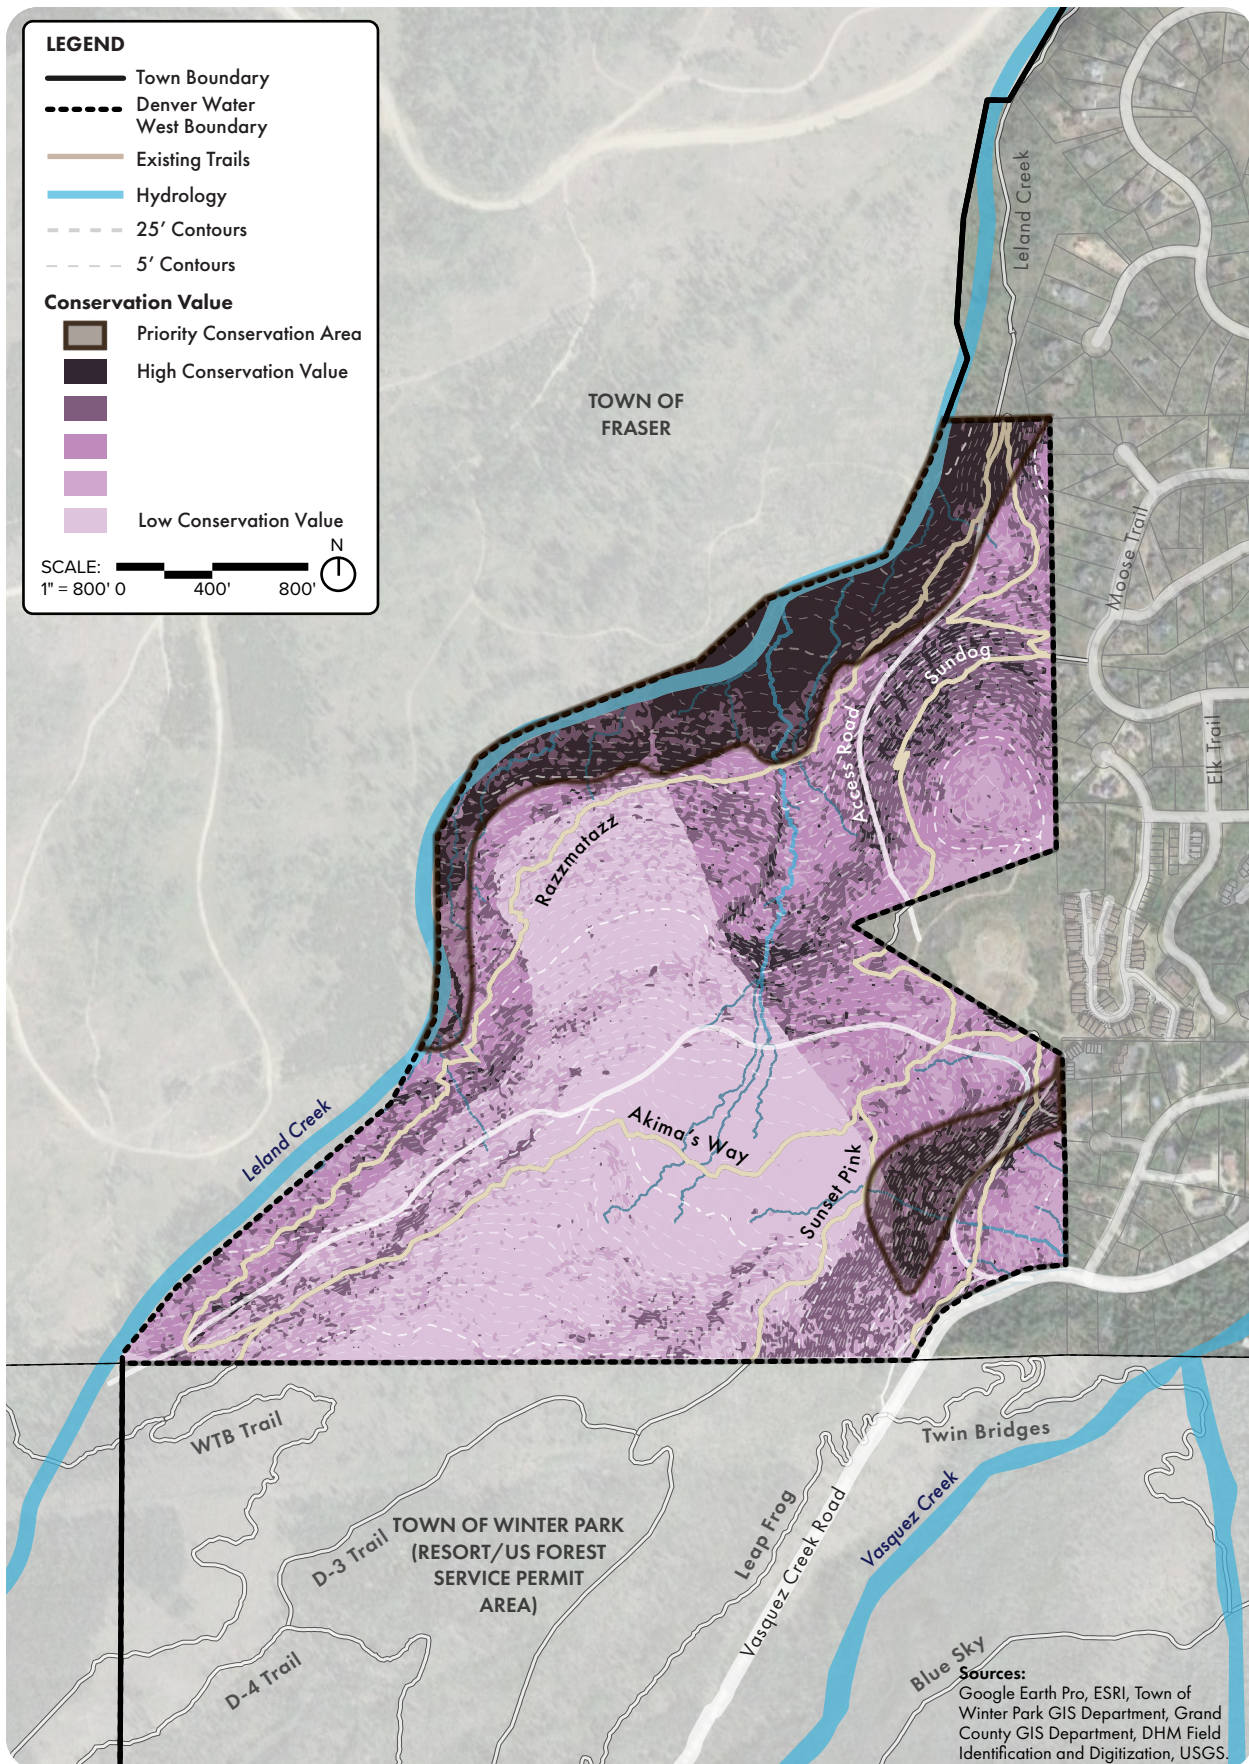 LEGEND
Town Boundary
Denver Water
West Boundary
Existing Trails
Hydrology
25’ Contours
5’ Contours
Conservation Value
Priority Conservation Area
High Conservation Value
Low Conservation Value
N
SCALE:
1" = 800' 0 400' 800'
Leland Creek
TOWN OF
FRASER
Moose Trail
Sundog
Access Road
Elk Trail
Razzmatazz
Leland Creek
Akima’s Way
Sunset Pink
WTB Trail
Twin Bridges
D-3 Trail
TOWN OF WINTER PARK
(RESORT/US FOREST
SERVICE PERMIT
AREA)
Leap Frog
Vasquez Creek Road
Vasquez Creek
D-4 Trail
Blue Sky
Sources:
Google Earth Pro, ESRI, Town of
Winter Park GIS Department, Grand
County GIS Department, DHM Field
Identification and Digitization, USGS.